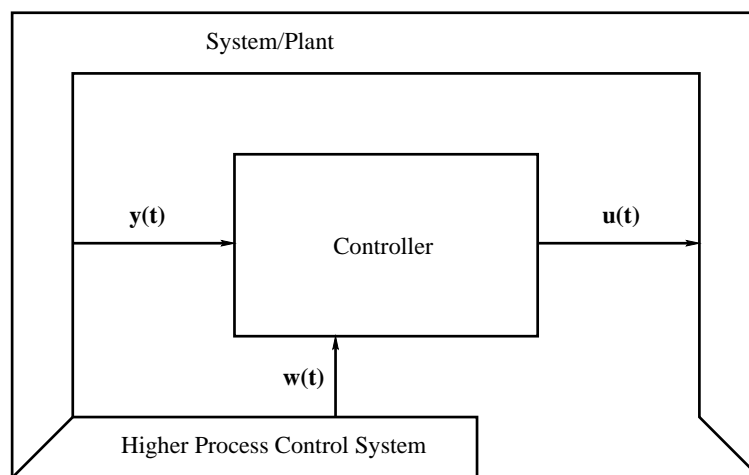 System/Plant
y(t)
u(t)
Controller
w(t)
Higher Process Control System